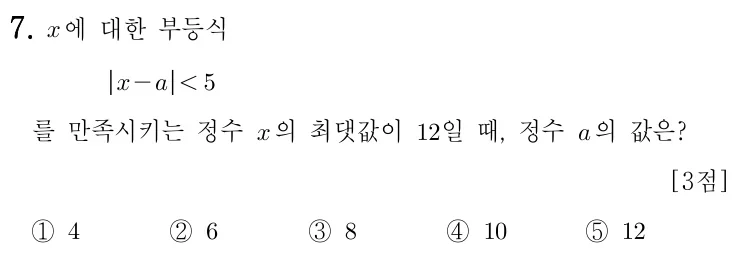 7. x에 대한 부등식
|x-a|<5
를 만족시키는 정수 x의 최댓값이 12일 때, 정수 a의 값은?
[3점]
① 4 ② 6 ③ 8 ④ 10 ⑤ 12